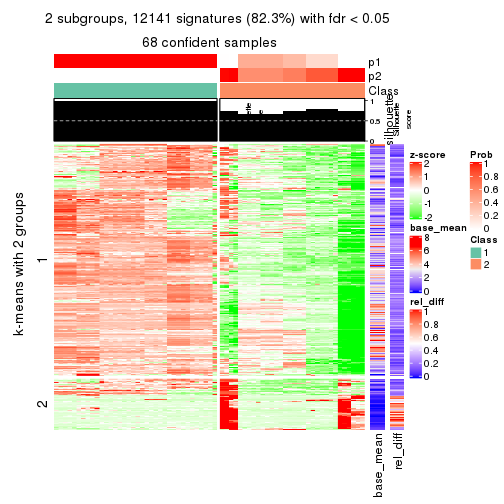 2 subgroups, 12141 signatures (82.3%) with fdr < 0.05
68 confident samples
p1
p2
Class
1
0.5
0
silhouette
Silhouette
score
k-means with 2 groups
1
2
base_mean
rel_diff
z-score
2
1
0
-1
-2
base_mean
8
6
4
2
0
rel_diff
1
0.8
0.6
0.4
0.2
0
Prob
1
0.8
0.6
0.4
0.2
0
Class
1
2